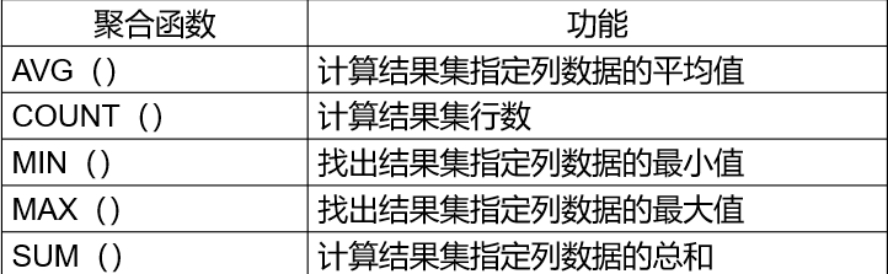 聚合函数 功能
AVG（） 计算结果集指定列数据的平均值
COUNT（） 计算结果集行数
MIN（） 找出结果集指定列数据的最小值
MAX（） 找出结果集指定列数据的最大值
SUM（） 计算结果集指定列数据的总和